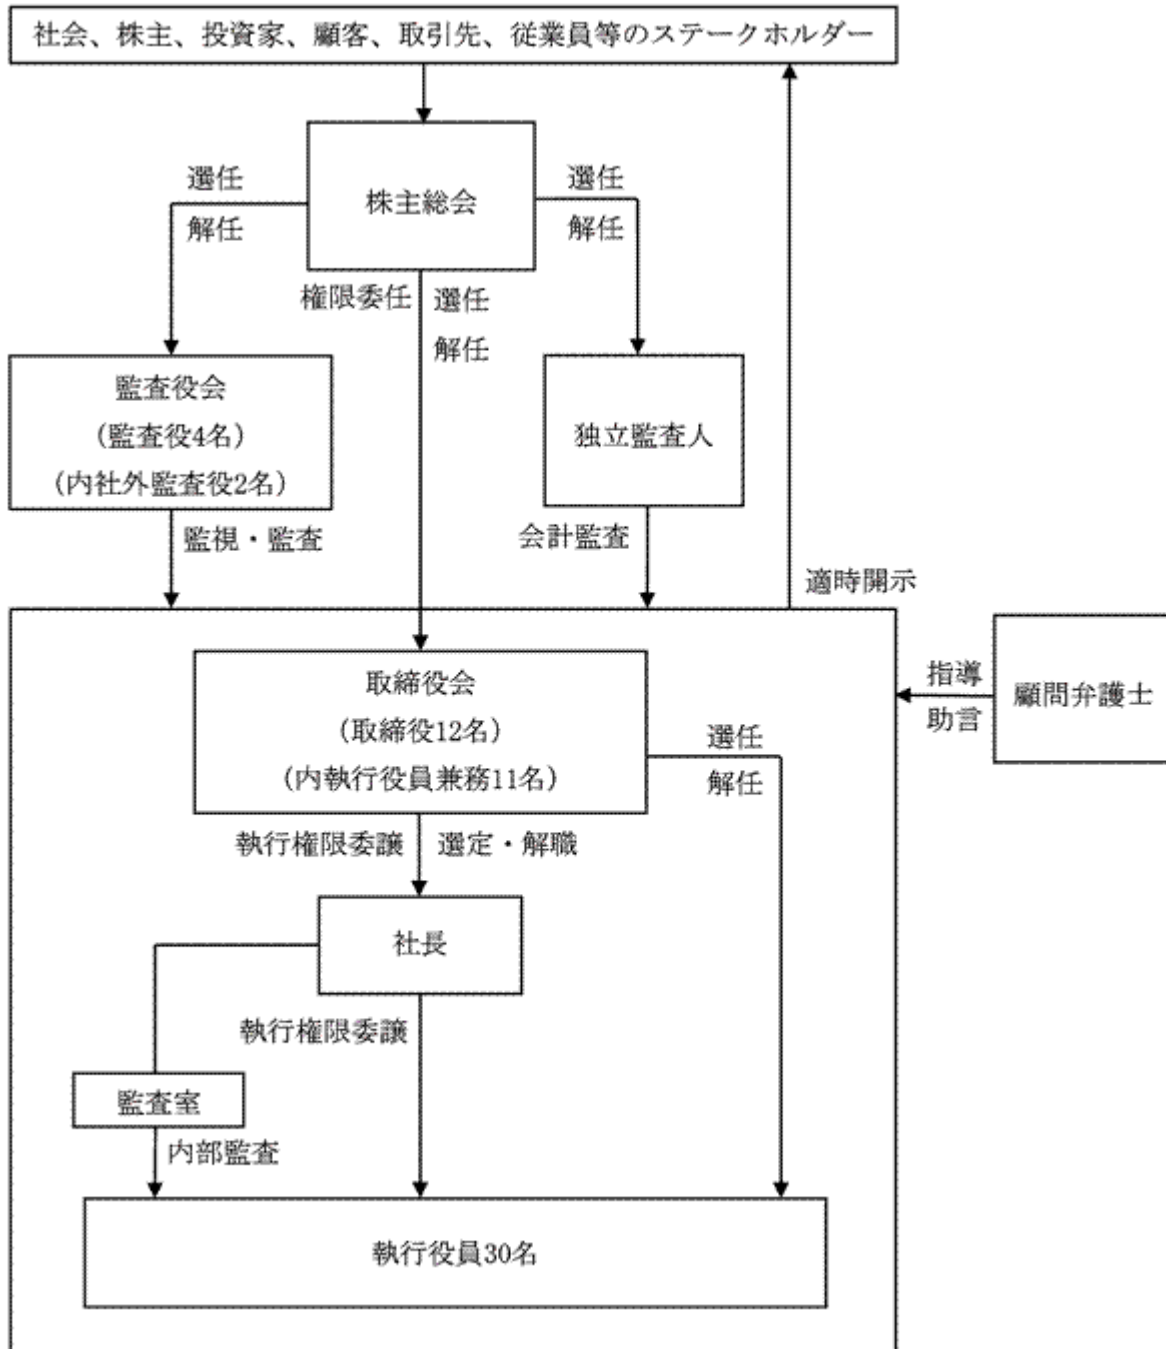 社会、株主、投資家、顧客、取引先、従業員等のステークホルダー
株主総会
選任
解任
選任
解任
権限委任
選任
解任
監査役会
(監査役4名)
(内社外監査役2名)
独立監査人
監視・監査
会計監査
適時開示
取締役会
(取締役12名)
(内執行役員兼務11名)
選任
解任
指導
助言
顧問弁護士
執行権限委譲
選定・解職
社長
執行権限委譲
監査室
内部監査
執行役員30名